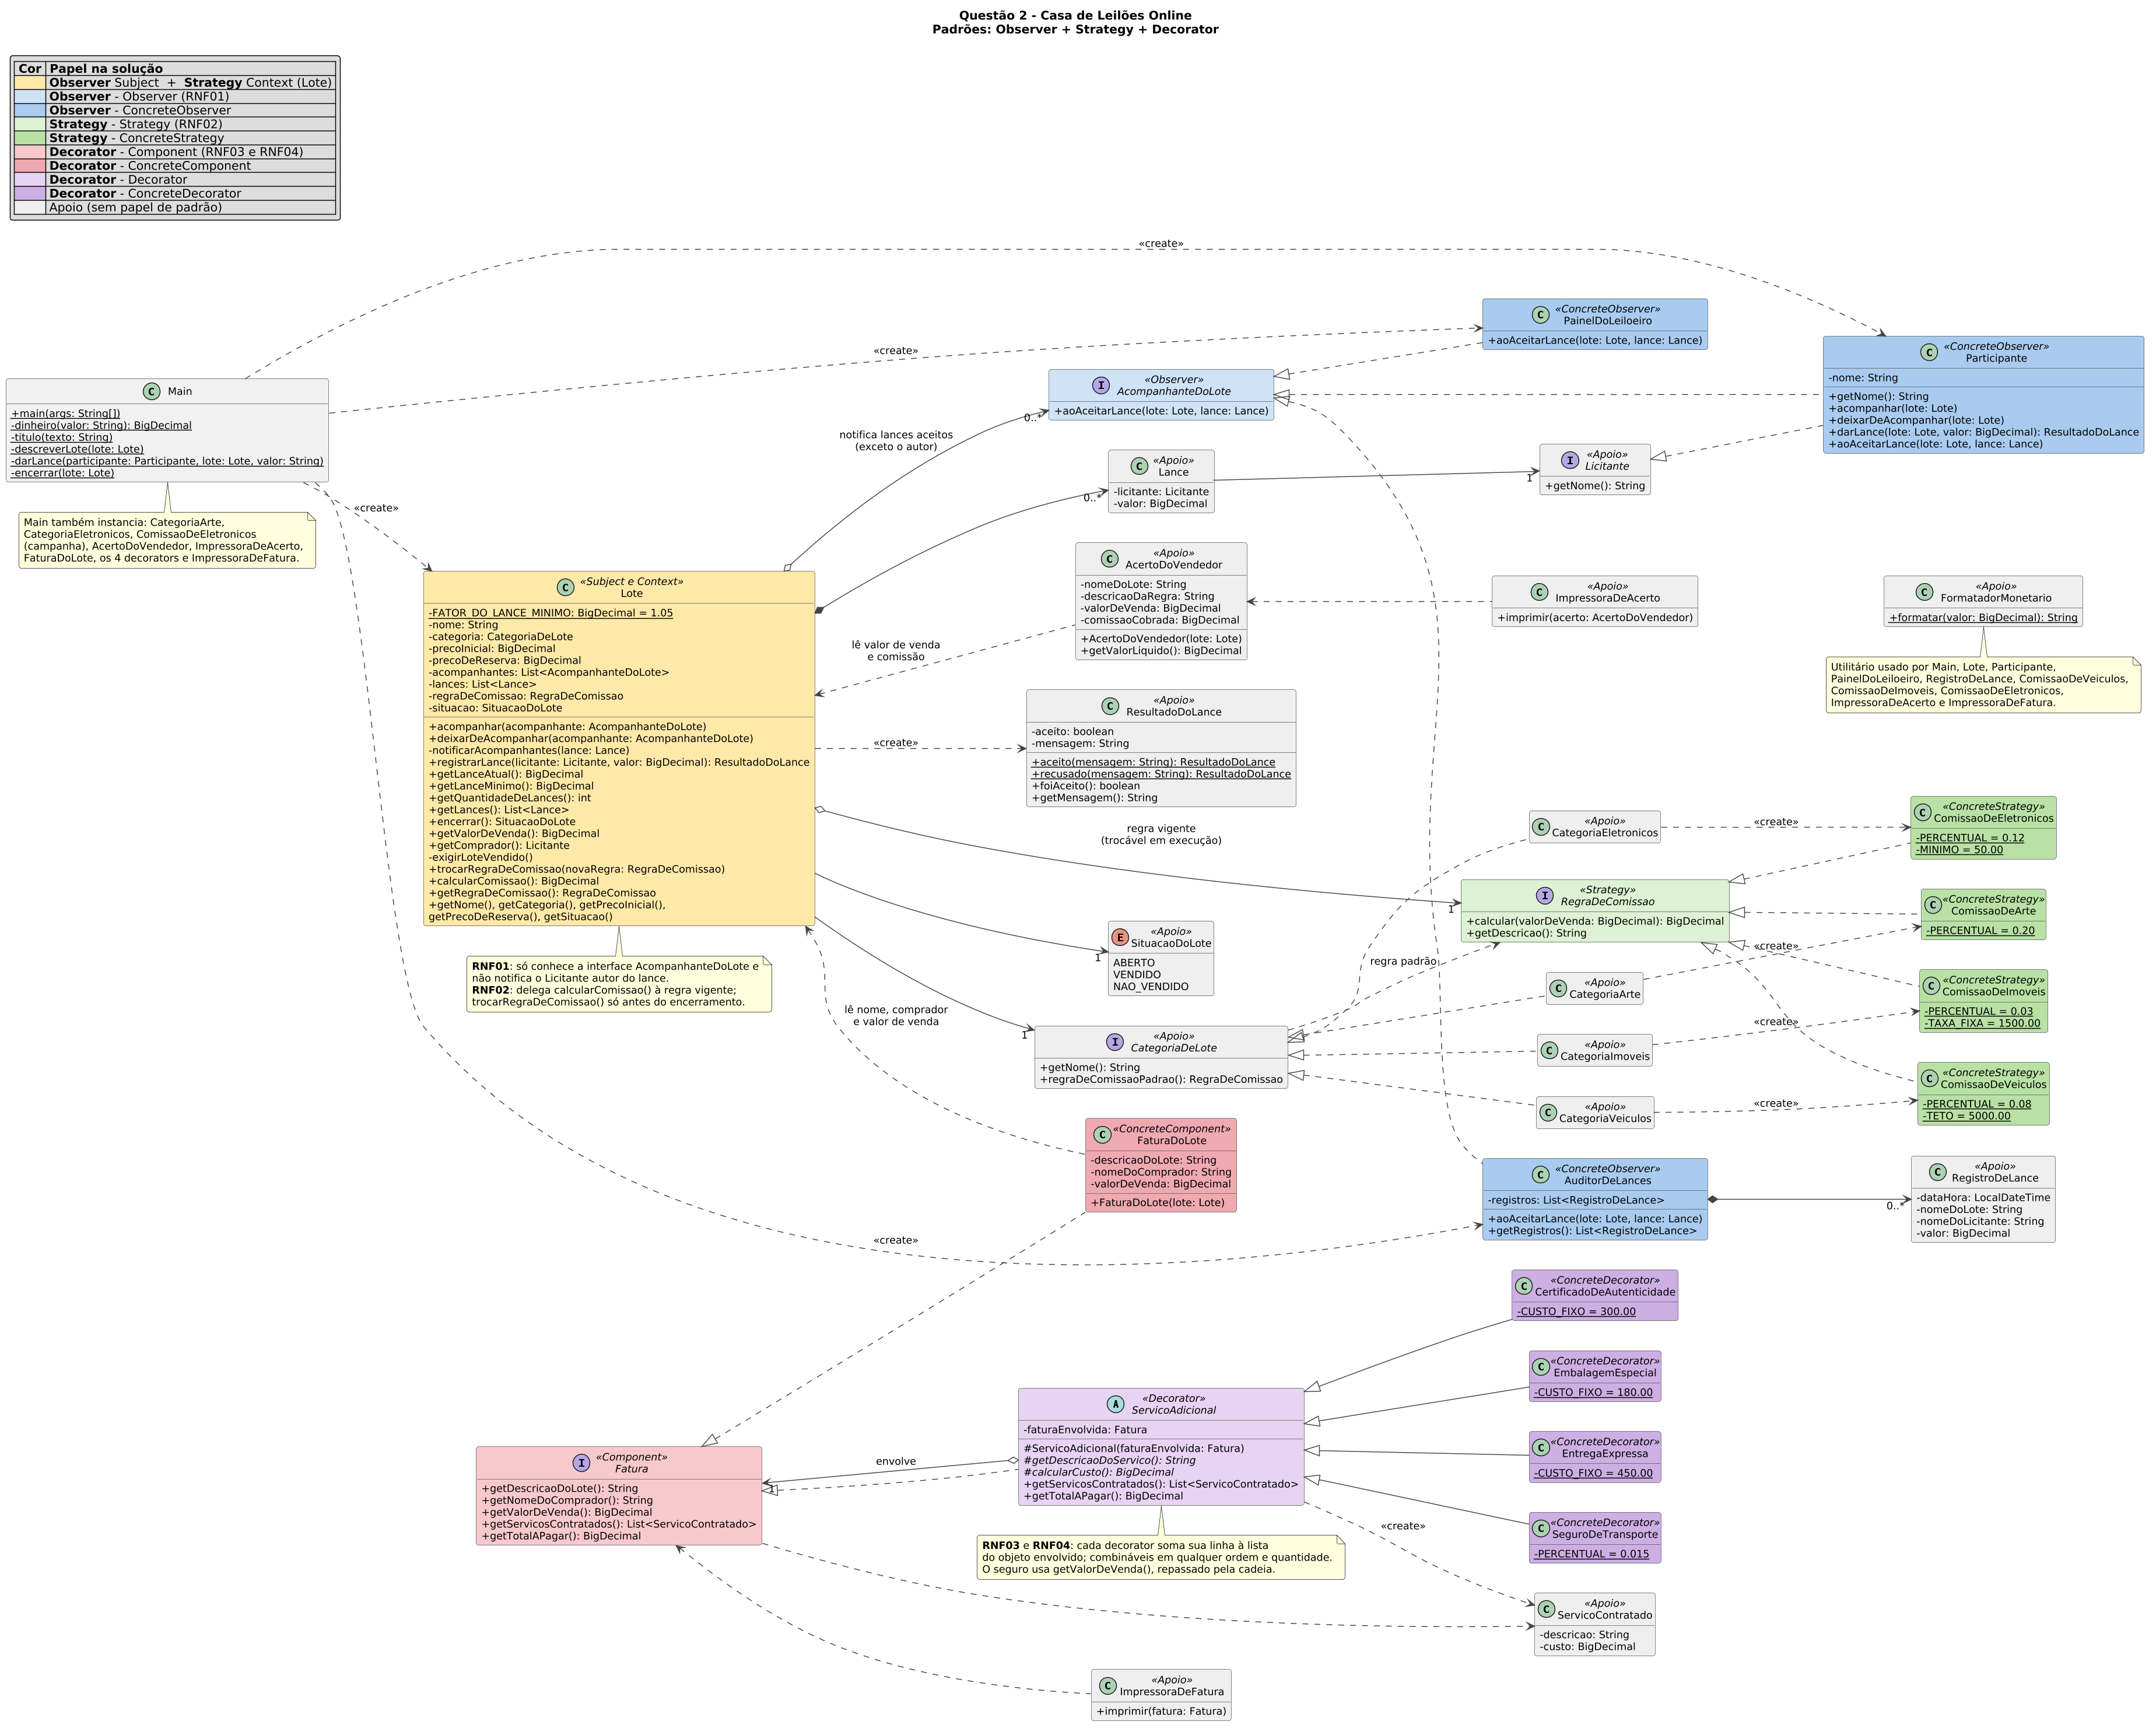 Questão 2 - Casa de Leilões Online
Padrões: Observer + Strategy + Decorator
Cor Papel na solução
Observer Subject + Strategy Context (Lote)
Observer - Observer (RNF01)
Observer - ConcreteObserver
Strategy - Strategy (RNF02)
Strategy - ConcreteStrategy
Decorator - Component (RNF03 e RNF04)
Decorator - ConcreteComponent
Decorator - Decorator
Decorator - ConcreteDecorator
Apoio (sem papel de padrão)
«create»
C Main
+main(args: String[])
-dinheiro(valor: String): BigDecimal
-titulo(texto: String)
-descreverLote(lote: Lote)
-darLance(participante: Participante, lote: Lote, valor: String)
-encerrar(lote: Lote)
Main também instancia: CategoriaArte,
CategoriaEletronicos, ComissaoDeEletronicos
(campanha), AcertoDoVendedor, ImpressoraDeAcerto,
FaturaDoLote, os 4 decorators e ImpressoraDeFatura.
«create»
«create»
C «ConcreteObserver»
PainelDoLeiloeiro
+aoAceitarLance(lote: Lote, lance: Lance)
C «ConcreteObserver»
Participante
-nome: String
+getNome(): String
+acompanhar(lote: Lote)
+deixarDeAcompanhar(lote: Lote)
+darLance(lote: Lote, valor: BigDecimal): ResultadoDoLance
+aoAceitarLance(lote: Lote, lance: Lance)
I «Observer»
AcompanhanteDoLote
+aoAceitarLance(lote: Lote, lance: Lance)
0..*
notifica lances aceitos
(exceto o autor)
C «Apoio»
Lance
-licitante: Licitante
-valor: BigDecimal
0..*
I «Apoio»
Licitante
+getNome(): String
1
C «Subject e Context»
Lote
-FATOR_DO_LANCE_MINIMO: BigDecimal = 1.05
-nome: String
-categoria: CategoriaDeLote
-precoInicial: BigDecimal
-precoDeReserva: BigDecimal
-acompanhantes: List<AcompanhanteDoLote>
-lances: List<Lance>
-regraDeComissao: RegraDeComissao
-situacao: SituacaoDoLote
+acompanhar(acompanhante: AcompanhanteDoLote)
+deixarDeAcompanhar(acompanhante: AcompanhanteDoLote)
-notificarAcompanhantes(lance: Lance)
+registrarLance(licitante: Licitante, valor: BigDecimal): ResultadoDoLance
+getLanceAtual(): BigDecimal
+getLanceMinimo(): BigDecimal
+getQuantidadeDeLances(): int
+getLances(): List<Lance>
+encerrar(): SituacaoDoLote
+getValorDeVenda(): BigDecimal
+getComprador(): Licitante
-exigirLoteVendido()
+trocarRegraDeComissao(novaRegra: RegraDeComissao)
+calcularComissao(): BigDecimal
+getRegraDeComissao(): RegraDeComissao
+getNome(), getCategoria(), getPrecoInicial(),
getPrecoDeReserva(), getSituacao()
RNF01: só conhece a interface AcompanhanteDoLote e
não notifica o Licitante autor do lance.
RNF02: delega calcularComissao() à regra vigente;
trocarRegraDeComissao() só antes do encerramento.
C «Apoio»
AcertoDoVendedor
-nomeDoLote: String
-descricaoDaRegra: String
-valorDeVenda: BigDecimal
-comissaoCobrada: BigDecimal
+AcertoDoVendedor(lote: Lote)
+getValorLiquido(): BigDecimal
lê valor de venda
e comissão
C «Apoio»
ImpressoraDeAcerto
+imprimir(acerto: AcertoDoVendedor)
C «Apoio»
FormatadorMonetario
+formatar(valor: BigDecimal): String
Utilitário usado por Main, Lote, Participante,
PainelDoLeiloeiro, RegistroDeLance, ComissaoDeVeiculos,
ComissaoDeImoveis, ComissaoDeEletronicos,
ImpressoraDeAcerto e ImpressoraDeFatura.
C «Apoio»
ResultadoDoLance
-aceito: boolean
-mensagem: String
+aceito(mensagem: String): ResultadoDoLance
+recusado(mensagem: String): ResultadoDoLance
+foiAceito(): boolean
+getMensagem(): String
«create»
regra vigente
(trocável em execução)
C «Apoio»
CategoriaEletronicos
«create»
C «ConcreteStrategy»
ComissaoDeEletronicos
-PERCENTUAL = 0.12
-MINIMO = 50.00
I «Strategy»
RegraDeComissao
+calcular(valorDeVenda: BigDecimal): BigDecimal
+getDescricao(): String
1
C «ConcreteStrategy»
ComissaoDeArte
-PERCENTUAL = 0.20
«create»
E «Apoio»
SituacaoDoLote
ABERTO
VENDIDO
NAO_VENDIDO
1
regra padrão
C «Apoio»
CategoriaArte
C «ConcreteStrategy»
ComissaoDeImoveis
-PERCENTUAL = 0.03
-TAXA_FIXA = 1500.00
«create»
I «Apoio»
CategoriaDeLote
+getNome(): String
+regraDeComissaoPadrao(): RegraDeComissao
1
C «Apoio»
CategoriaImoveis
C «Apoio»
CategoriaVeiculos
«create»
C «ConcreteStrategy»
ComissaoDeVeiculos
-PERCENTUAL = 0.08
-TETO = 5000.00
lê nome, comprador
e valor de venda
C «ConcreteComponent»
FaturaDoLote
-descricaoDoLote: String
-nomeDoComprador: String
-valorDeVenda: BigDecimal
+FaturaDoLote(lote: Lote)
«create»
C «ConcreteObserver»
AuditorDeLances
-registros: List<RegistroDeLance>
+aoAceitarLance(lote: Lote, lance: Lance)
+getRegistros(): List<RegistroDeLance>
0..*
C «Apoio»
RegistroDeLance
-dataHora: LocalDateTime
-nomeDoLote: String
-nomeDoLicitante: String
-valor: BigDecimal
C «ConcreteDecorator»
CertificadoDeAutenticidade
-CUSTO_FIXO = 300.00
C «ConcreteDecorator»
EmbalagemEspecial
-CUSTO_FIXO = 180.00
C «ConcreteDecorator»
EntregaExpressa
-CUSTO_FIXO = 450.00
C «ConcreteDecorator»
SeguroDeTransporte
-PERCENTUAL = 0.015
A «Decorator»
ServicoAdicional
-faturaEnvolvida: Fatura
#ServicoAdicional(faturaEnvolvida: Fatura)
#getDescricaoDoServico(): String
#calcularCusto(): BigDecimal
+getServicosContratados(): List<ServicoContratado>
+getTotalAPagar(): BigDecimal
envolve
1
I «Component»
Fatura
+getDescricaoDoLote(): String
+getNomeDoComprador(): String
+getValorDeVenda(): BigDecimal
+getServicosContratados(): List<ServicoContratado>
+getTotalAPagar(): BigDecimal
RNF03 e RNF04: cada decorator soma sua linha à lista
do objeto envolvido; combináveis em qualquer ordem e quantidade.
O seguro usa getValorDeVenda(), repassado pela cadeia.
«create»
C «Apoio»
ServicoContratado
-descricao: String
-custo: BigDecimal
C «Apoio»
ImpressoraDeFatura
+imprimir(fatura: Fatura)